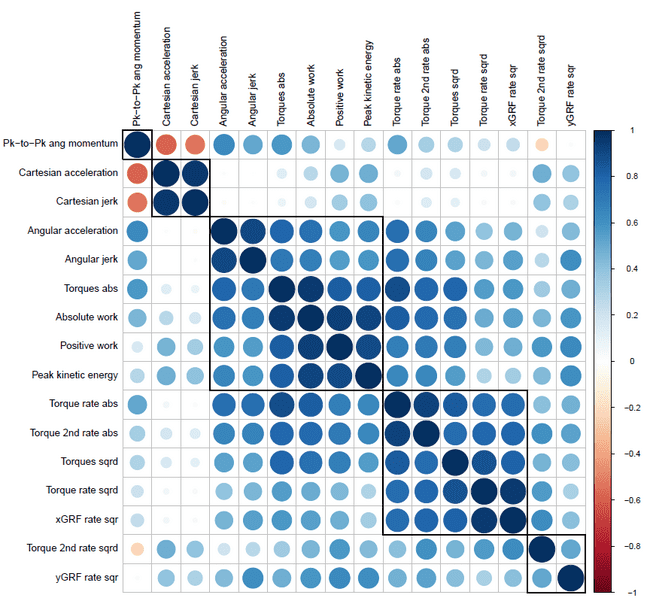 Pk−to−Pk ang momentum
Cartesian acceleration
Cartesian jerk
Angular acceleration
Angular jerk
Torques abs
Absolute work
Positive work
Peak kinetic energy
Torque rate abs
Torque 2nd rate abs
Torques sqrd
Torque rate sqrd
xGRF rate sqr
Torque 2nd rate sqrd
yGRF rate sqr
Pk−to−Pk ang momentum
Cartesian acceleration
Cartesian jerk
Angular acceleration
Angular jerk
Torques abs
Absolute work
Positive work
Peak kinetic energy
Torque rate abs
Torque 2nd rate abs
Torques sqrd
Torque rate sqrd
xGRF rate sqr
Torque 2nd rate sqrd
yGRF rate sqr
1
0.8
0.6
0.4
0.2
0
−0.2
−0.4
−0.6
−0.8
−1